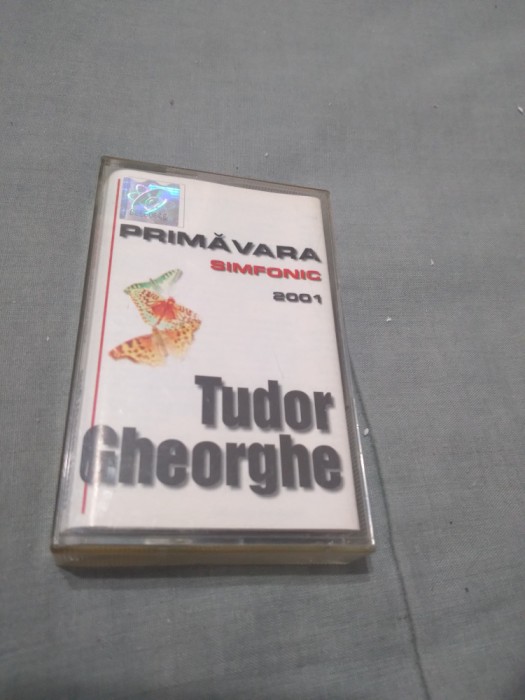 PRIMĂVARA
SIMFONIC
2001
Tudor
Gheorghe